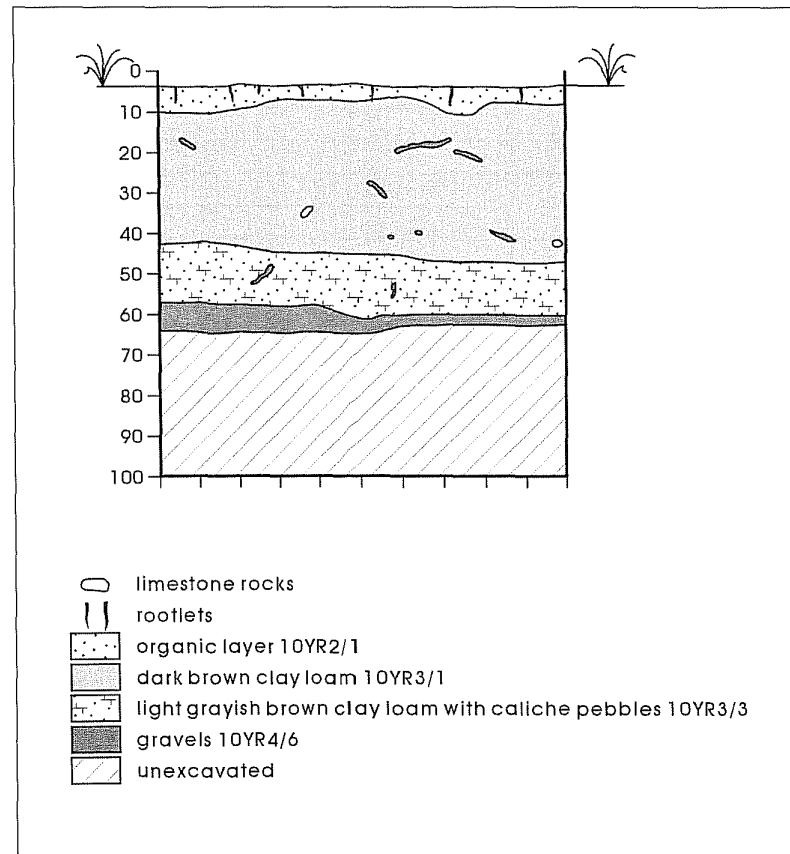 0
10
20
30
40
50
60
70
80
90
100
limestone rocks
rootlets
organic layer 10YR2/1
dark brown clay loam 10YR3/1
light grayish brown clay loam with caliche pebbles 10YR3/3
gravels 10YR4/6
unexcavated